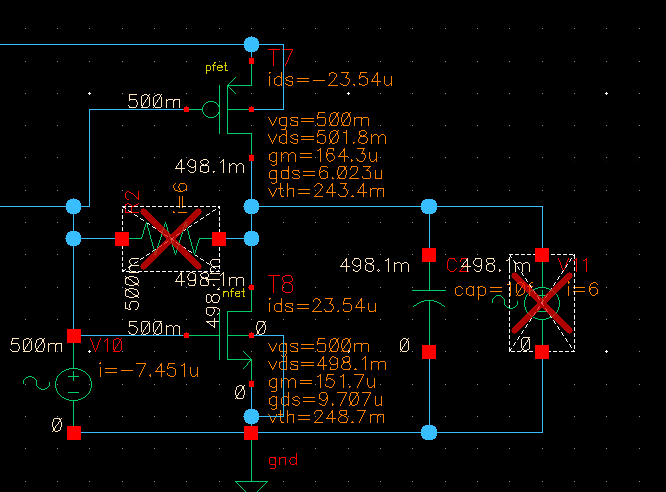 T7
pfet
ids=-23.54u
500m
vgs=500m
vds=501.8m
gm=164.3u
gds=6.023u
vth=243.4m
498.1m
i=6
500m
498.1m
498.1m
nfet
T8
ids=23.54u
500m
0
vgs=500m
vds=498.1m
gm=151.7u
gds=9.707u
vth=248.7m
0
500m
V10
i=-7.451u
0
498.1m
498.1m
cap=10
i=6
0
0
gnd